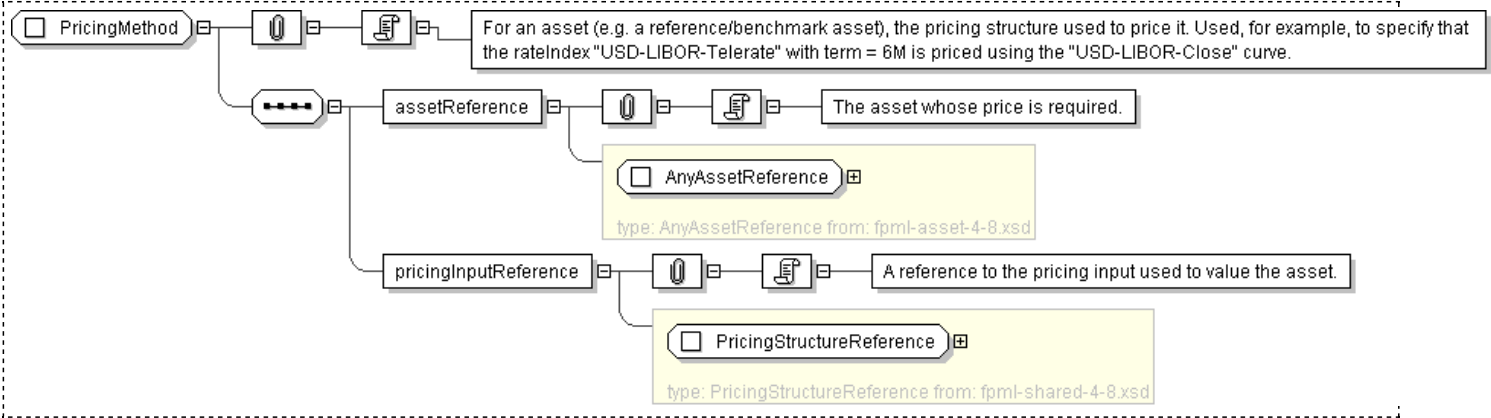 PricingMethod
For an asset (e.g. a reference/benchmark asset), the pricing structure used to price it. Used, for example, to specify that
the rateIndex "USD-LIBOR-Telerate" with term = 6M is priced using the "USD-LIBOR-Close" curve.
assetReference
The asset whose price is required.
AnyAssetReference
type: AnyAssetReference from: fpml-asset-4-8.xsd
pricingInputReference
A reference to the pricing input used to value the asset.
PricingStructureReference
type: PricingStructureReference from: fpml-shared-4-8.xsd